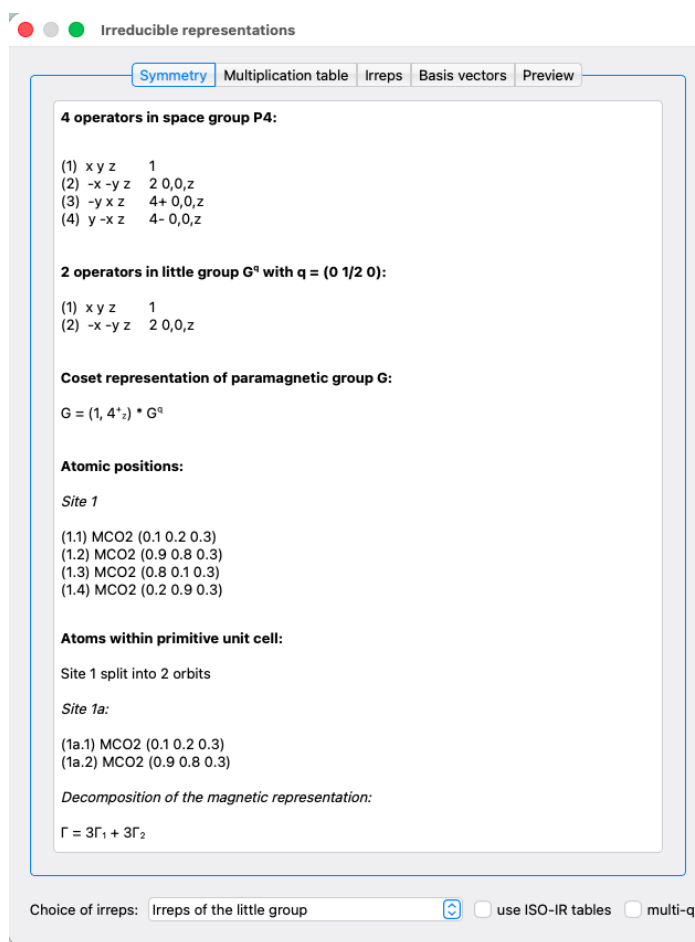 Irreducible representations
Symmetry Multiplication table Irreps Basis vectors Preview
4 operators in space group P4:
(1) x y z 1
(2) -x -y z 2 0,0,z
(3) -y x z 4+ 0,0,z
(4) y -x z 4- 0,0,z
2 operators in little group Gq with q = (0 1/2 0):
(1) x y z 1
(2) -x -y z 2 0,0,z
Coset representation of paramagnetic group G:
G = (1, 4⁺z) * Gq
Atomic positions:
Site 1
(1.1) MCO2 (0.1 0.2 0.3)
(1.2) MCO2 (0.9 0.8 0.3)
(1.3) MCO2 (0.8 0.1 0.3)
(1.4) MCO2 (0.2 0.9 0.3)
Atoms within primitive unit cell:
Site 1 split into 2 orbits
Site 1a:
(1a.1) MCO2 (0.1 0.2 0.3)
(1a.2) MCO2 (0.9 0.8 0.3)
Decomposition of the magnetic representation:
Γ = 3Γ₁ + 3Γ₂
Choice of irreps: Irreps of the little group use ISO-IR tables multi-q